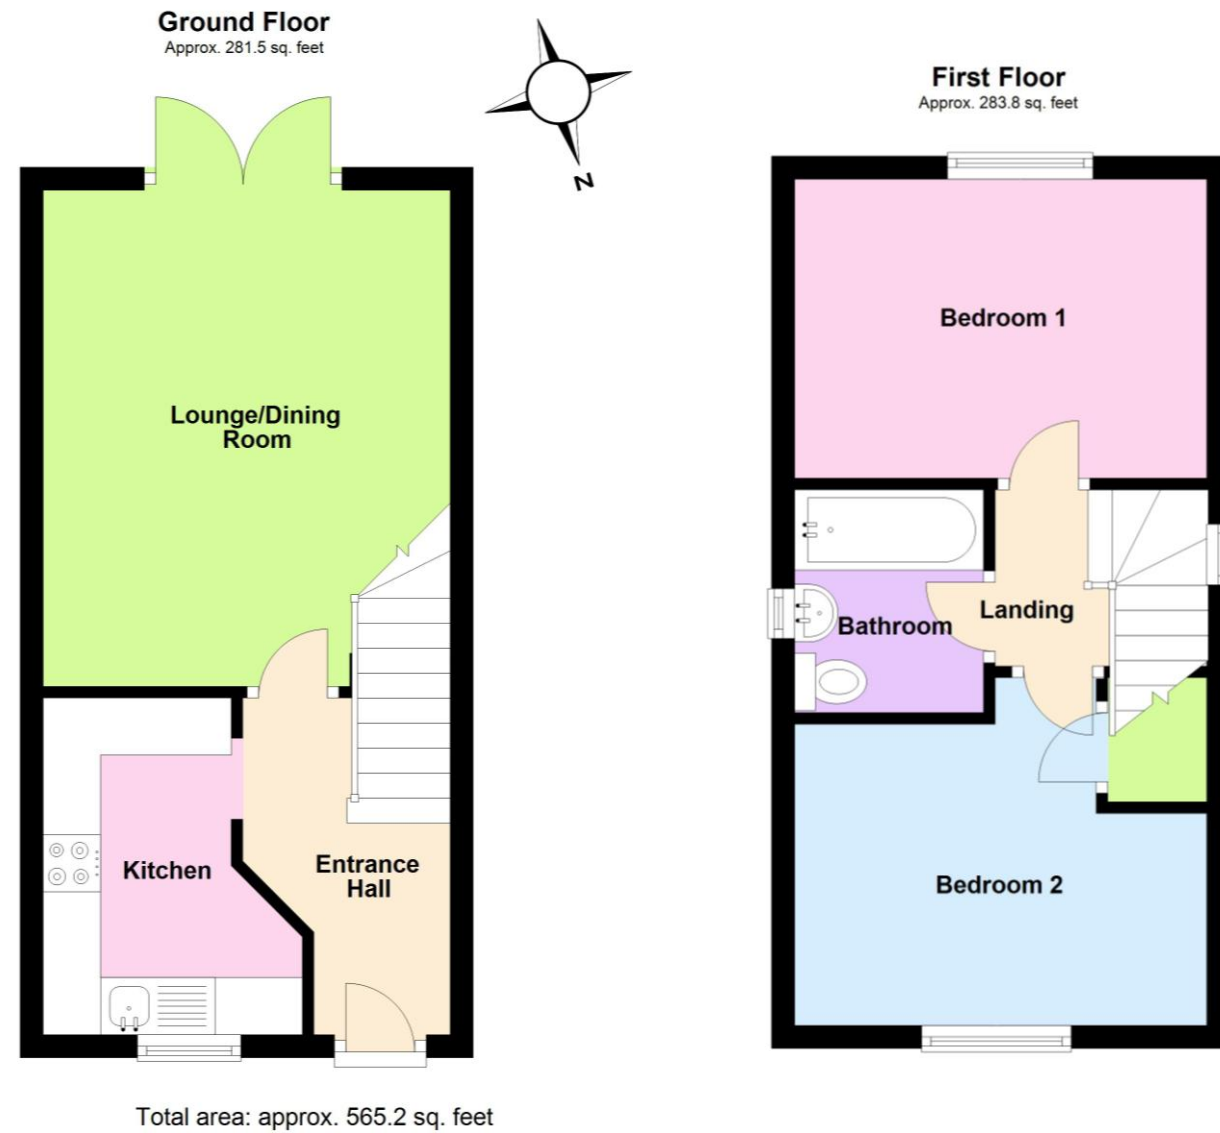 Ground Floor
Approx. 281.5 sq. feet
N
First Floor
Approx. 283.8 sq. feet
Lounge/Dining
Room
Kitchen
Entrance
Hall
Bedroom 1
Bathroom
Landing
Bedroom 2
Total area: approx. 565.2 sq. feet